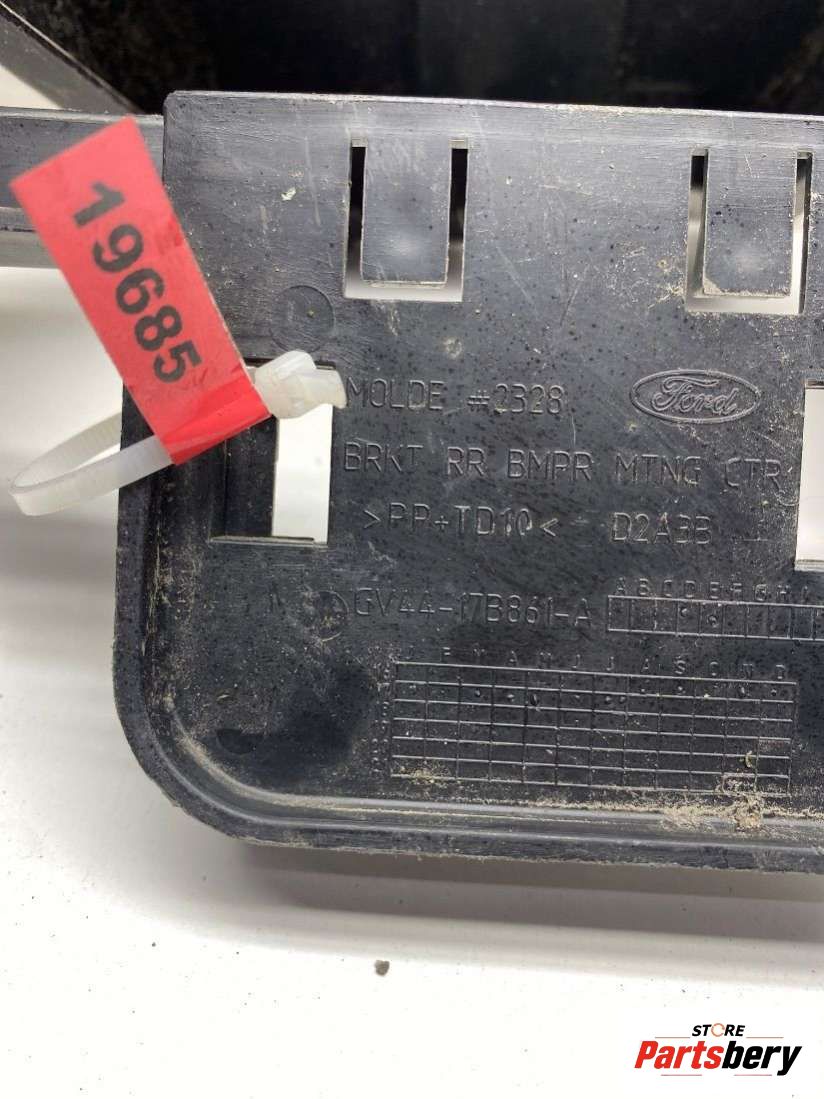 19685
MOLDE #2328
Ford
BRKT RR BMPR MTNG CTR
>PP+TD10< D2A3B
GV44-17B861-A
A B C D E F G H
J F M A M J J A S O N D
STORE
Partsbery